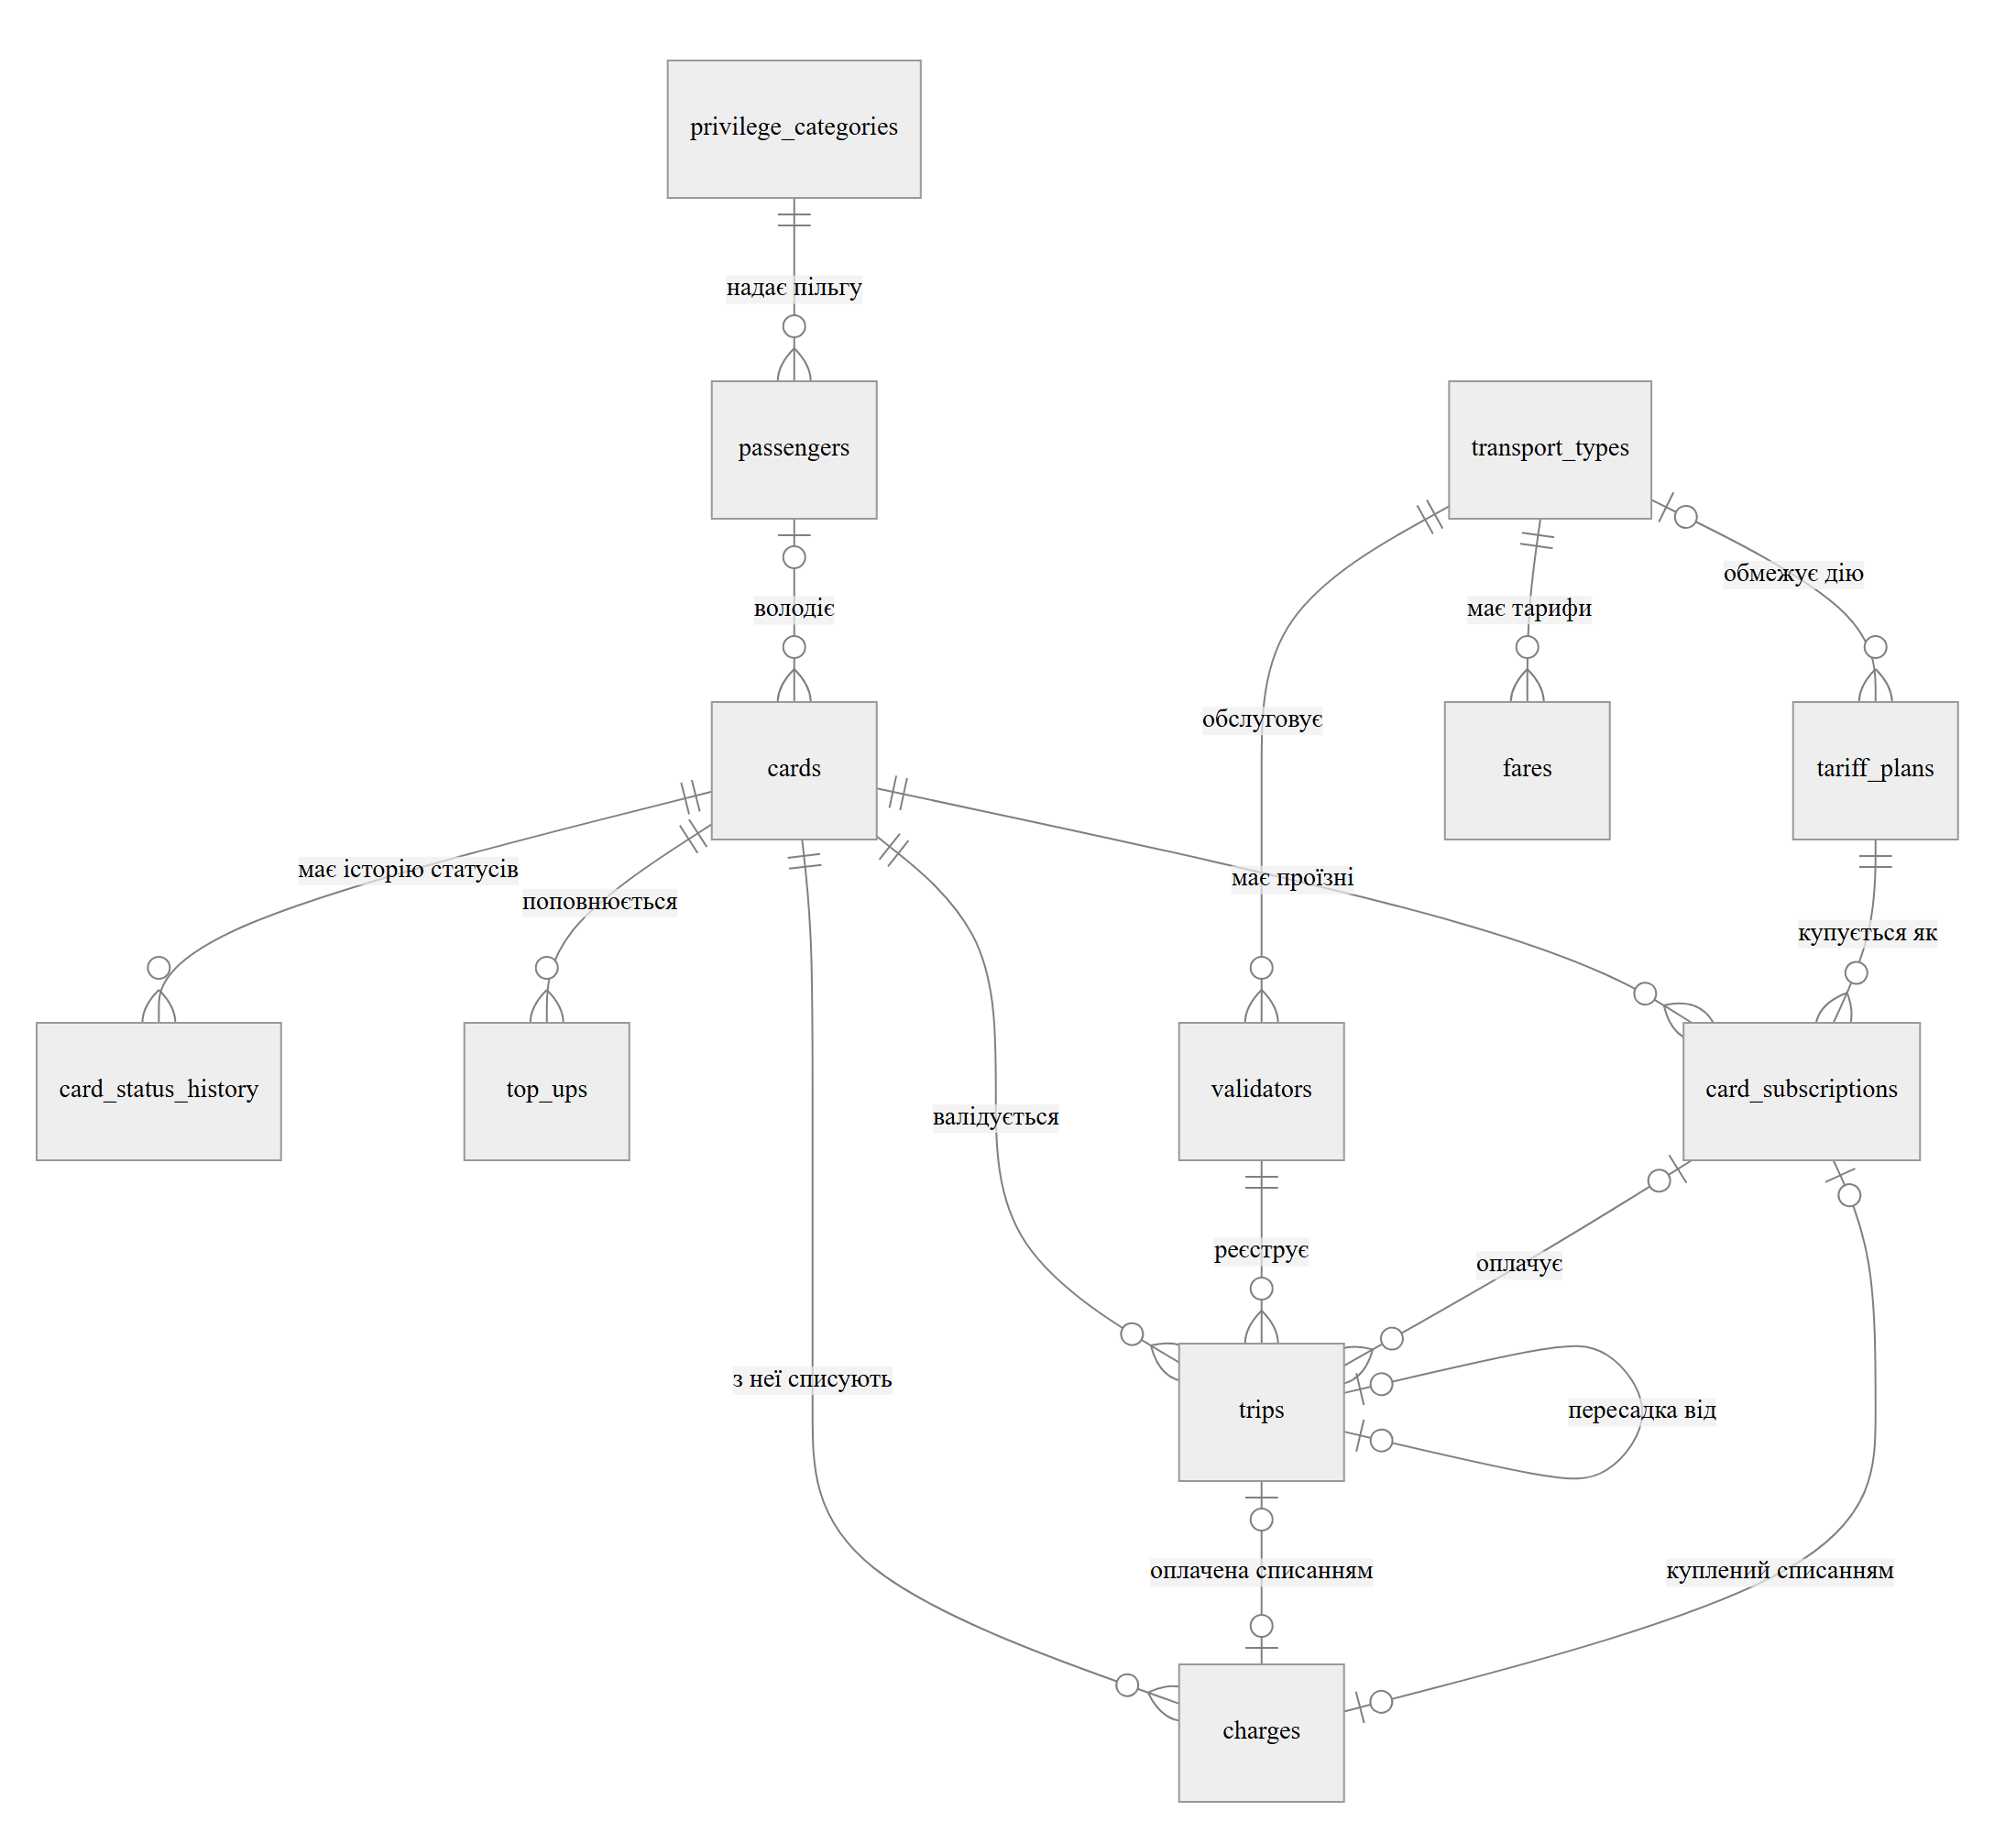 privilege_categories
надає пільгу
passengers
transport_types
обмежує дію
володіє
має тарифи
обслуговує
cards
fares
tariff_plans
має історію статусів
має проїзні
поповнюється
купується як
card_status_history
top_ups
validators
card_subscriptions
валідується
реєструє
оплачує
з неї списують
trips
пересадка від
оплачена списанням
куплений списанням
charges